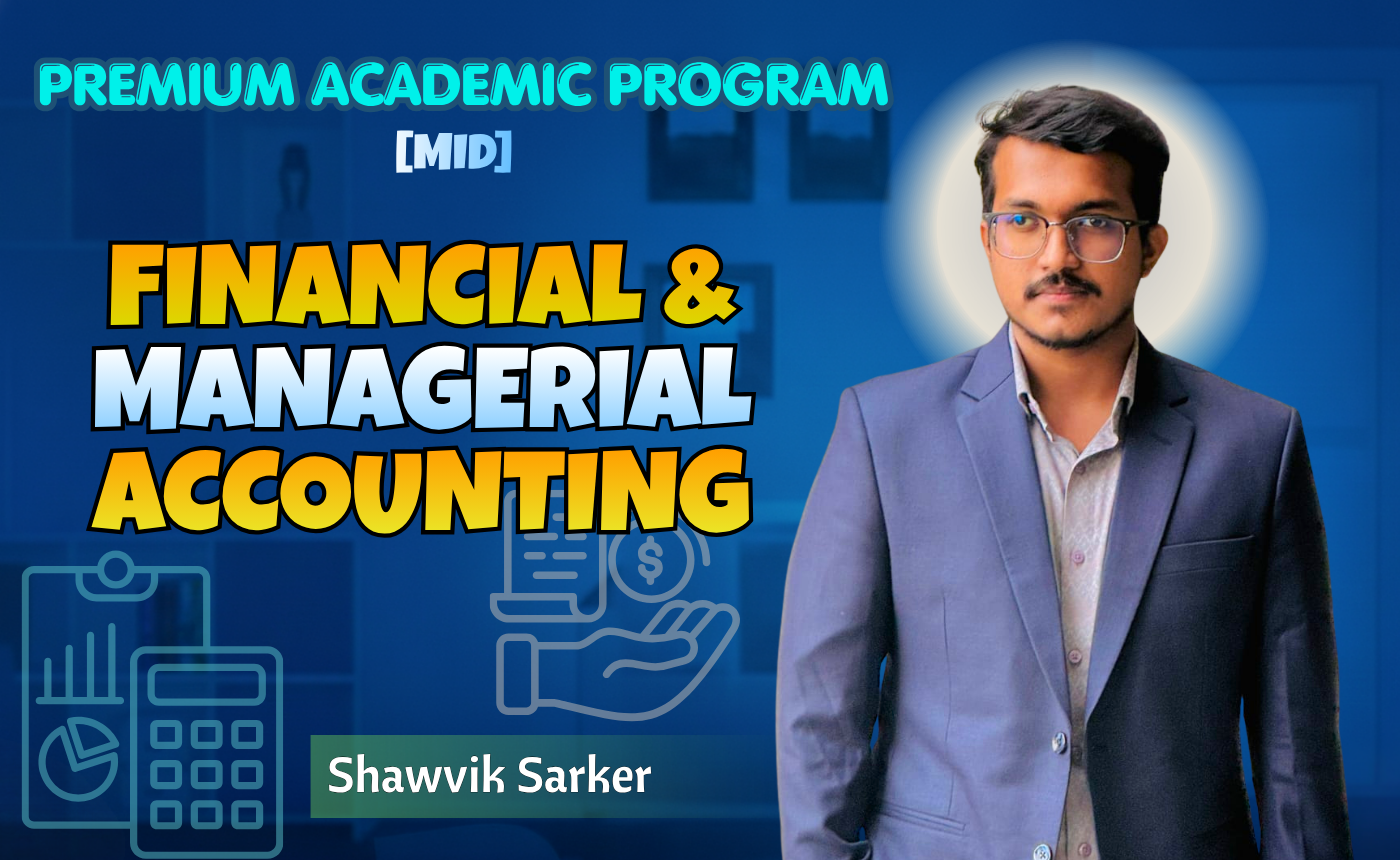 PREMIUM ACADEMIC PROGRAM
[MID]
FINANCIAL &
MANAGERIAL
ACCOUNTING
$
Shawvik Sarker